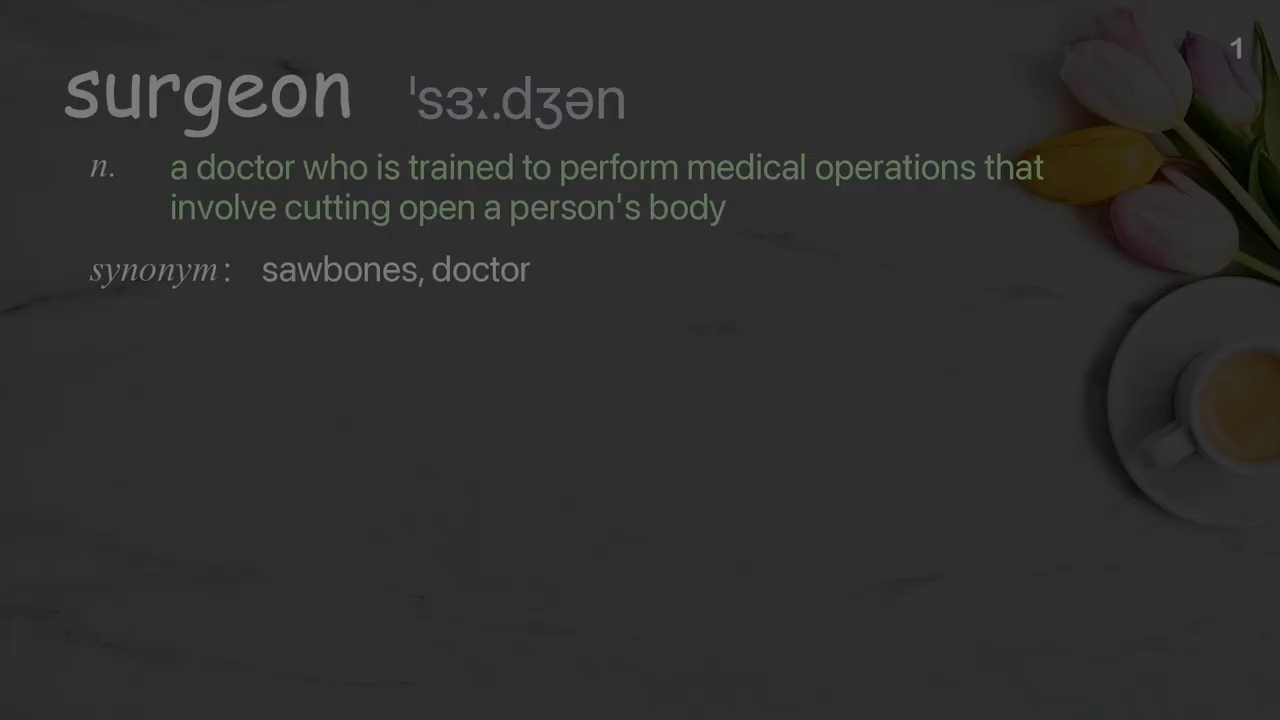 1
surgeon ˈsɜː.dʒən
n. a doctor who is trained to perform medical operations that
involve cutting open a person's body
synonym: sawbones, doctor